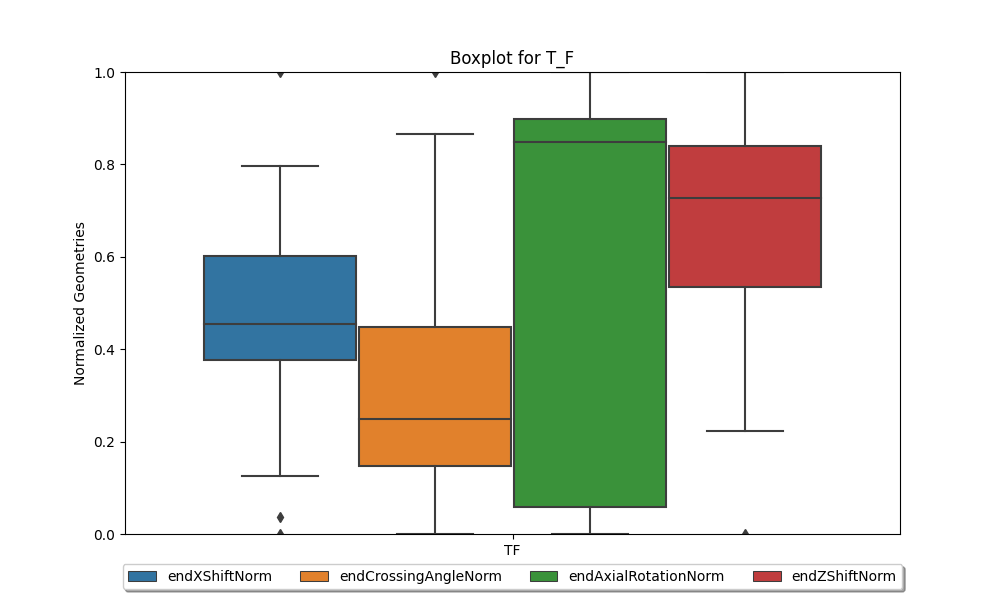 Boxplot for T_F
1.0
0.8
0.6
0.4
0.2
0.0
Normalized Geometries
TF
endXShiftNorm endCrossingAngleNorm endAxialRotationNorm endZShiftNorm